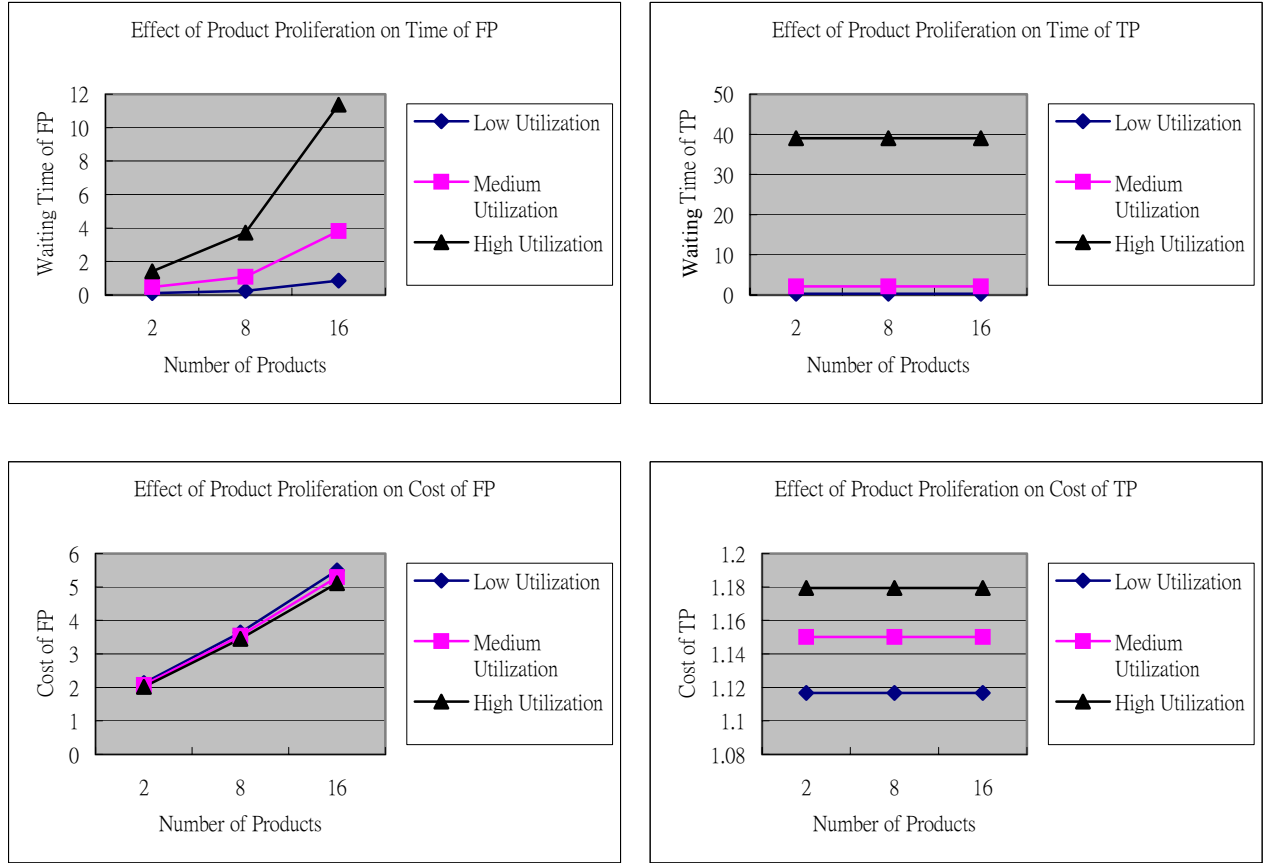 Effect of Product Proliferation on Time of FP
Waiting Time of FP
12
10
8
6
4
2
0
2 8 16
Number of Products
Low Utilization
Medium
Utilization
High Utilization
Effect of Product Proliferation on Time of TP
Waiting Time of TP
50
40
30
20
10
0
2 8 16
Number of Products
Low Utilization
Medium
Utilization
High Utilization
Effect of Product Proliferation on Cost of FP
Cost of FP
6
5
4
3
2
1
0
2 8 16
Number of Products
Low Utilization
Medium
Utilization
High Utilization
Effect of Product Proliferation on Cost of TP
Cost of TP
1.2
1.18
1.16
1.14
1.12
1.1
1.08
2 8 16
Number of Products
Low Utilization
Medium
Utilization
High Utilization